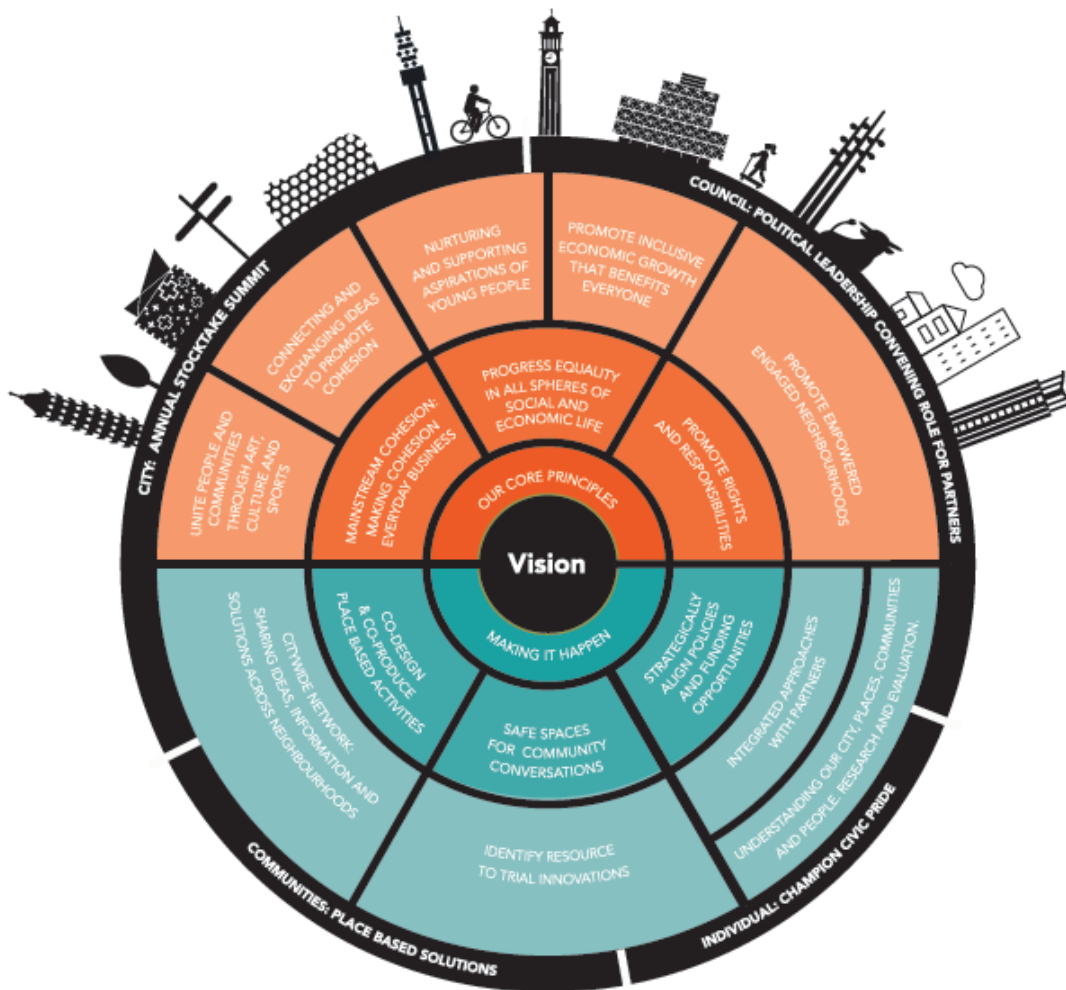 CITY: ANNUAL STOCKTAKE SUMMIT
COUNCIL: POLITICAL LEADERSHIP CONVENING ROLE FOR PARTNERS
UNITE PEOPLE AND
COMMUNITIES
THROUGH ART,
CULTURE AND
SPORTS
CONNECTING AND
EXCHANGING IDEAS
TO PROMOTE
COHESION
NURTURING
AND SUPPORTING
ASPIRATIONS OF
YOUNG PEOPLE
PROMOTE INCLUSIVE
ECONOMIC GROWTH
THAT BENEFITS
EVERYONE
PROMOTE EMPOWERED
ENGAGED NEIGHBOURHOODS
MAINSTREAM COHESION:
MAKING COHESION
EVERYDAY BUSINESS
PROGRESS EQUALITY
IN ALL SPHERES OF
SOCIAL AND
ECONOMIC LIFE
PROMOTE RIGHTS
AND RESPONSIBILITIES
OUR CORE PRINCIPLES
Vision
MAKING IT HAPPEN
CO-DESIGN
& CO-PRODUCE
PLACE BASED ACTIVITIES
SAFE SPACES
FOR COMMUNITY
CONVERSATIONS
STRATEGICALLY
ALIGN POLICIES
AND FUNDING
OPPORTUNITIES
CITYWIDE NETWORK:
SHARING IDEAS, INFORMATION AND
SOLUTIONS ACROSS NEIGHBOURHOODS
IDENTIFY RESOURCE
TO TRIAL INNOVATIONS
INTEGRATED APPROACHES
WITH PARTNERS
UNDERSTANDING OUR CITY, PLACES, COMMUNITIES
AND PEOPLE. RESEARCH AND EVALUATION.
COMMUNITIES: PLACE BASED SOLUTIONS
INDIVIDUAL: CHAMPION CIVIC PRIDE